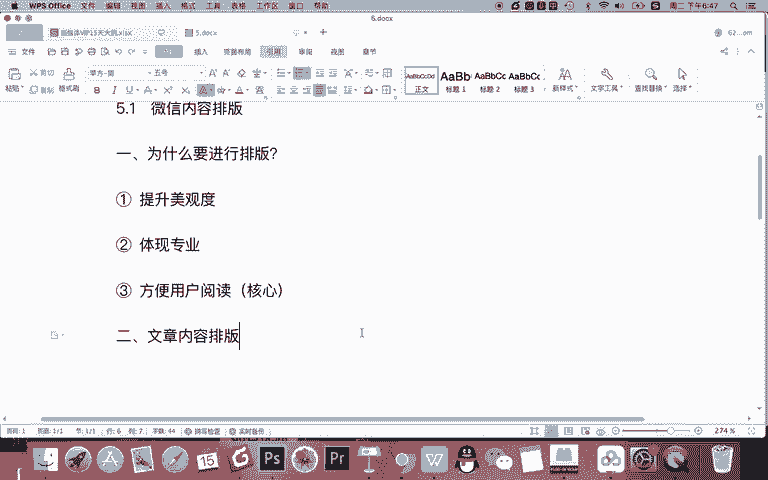 WPS Office 文件 编辑 视图 插入 格式 工具 表格 工作区 窗口 帮助
周二下午6:47
6.docx
5.docx
文件 插入 页面布局 引用 审阅 视图 章节
粘贴 剪切 复制 格式刷 五号
AaBbCcDd AaBb AaBbCc AaBbCc
正文 标题 1 标题 2 标题 3 新样式 文字工具 查找替换 选择
5.1 微信内容排版
一、为什么要进行排版?
① 提升美观度
② 体现专业
③ 方便用户阅读（核心）
二、文章内容排版
页码: 1 页面: 1/1 节: 1/1 行: 6 列: 7 字数: 44 拼写检查 实时备份 274 %
15 Ps Pr